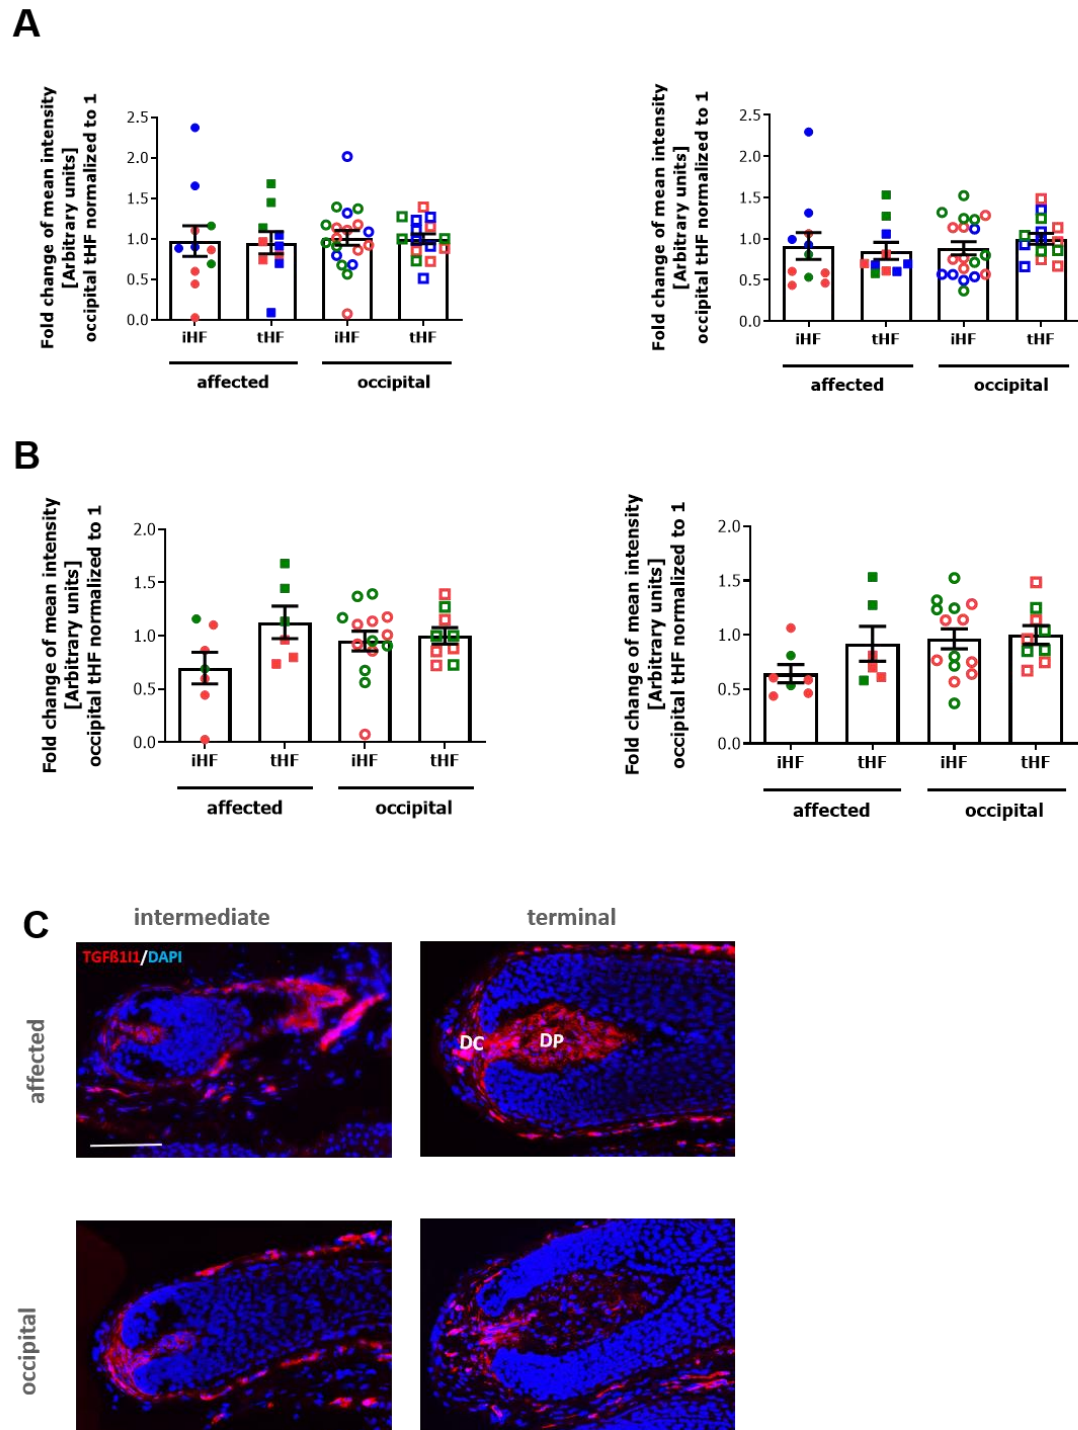 A
Fold change of mean intensity
[Arbitrary units]
occipital tHF normalized to 1
2.5
2.0
1.5
1.0
0.5
0.0
iHF tHF iHF tHF
affected occipital
Fold change of mean intensity
[Arbitrary units]
occipital tHF normalized to 1
2.5
2.0
1.5
1.0
0.5
0.0
iHF tHF iHF tHF
affected occipital
B
Fold change of mean intensity
[Arbitrary units]
occipital tHF normalized to 1
2.0
1.5
1.0
0.5
0.0
iHF tHF iHF tHF
affected occipital
Fold change of mean intensity
[Arbitrary units]
occipital tHF normalized to 1
2.0
1.5
1.0
0.5
0.0
iHF tHF iHF tHF
affected occipital
C
intermediate terminal
affected
TGFß1I1/DAPI
DC DP
occipital